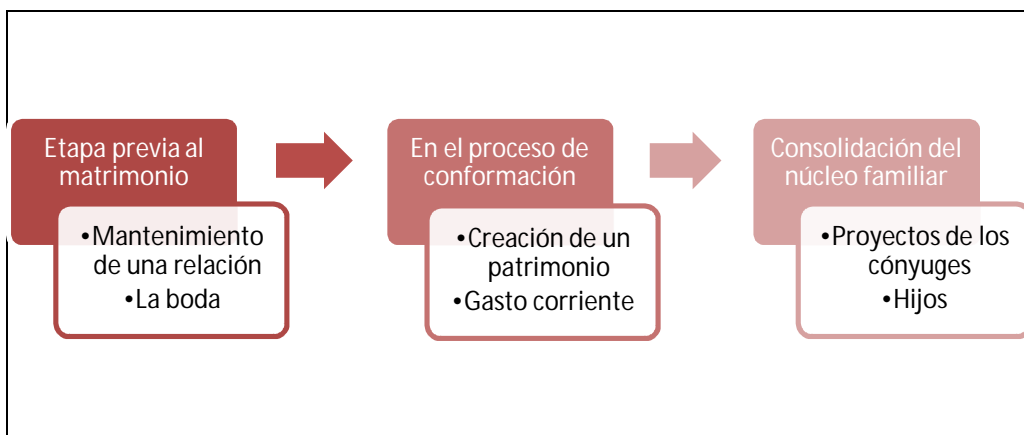 Etapa previa al
matrimonio
•Mantenimiento
de una relación
•La boda
En el proceso de
conformación
•Creación de un
patrimonio
•Gasto corriente
Consolidación del
núcleo familiar
•Proyectos de los
cónyuges
•Hijos